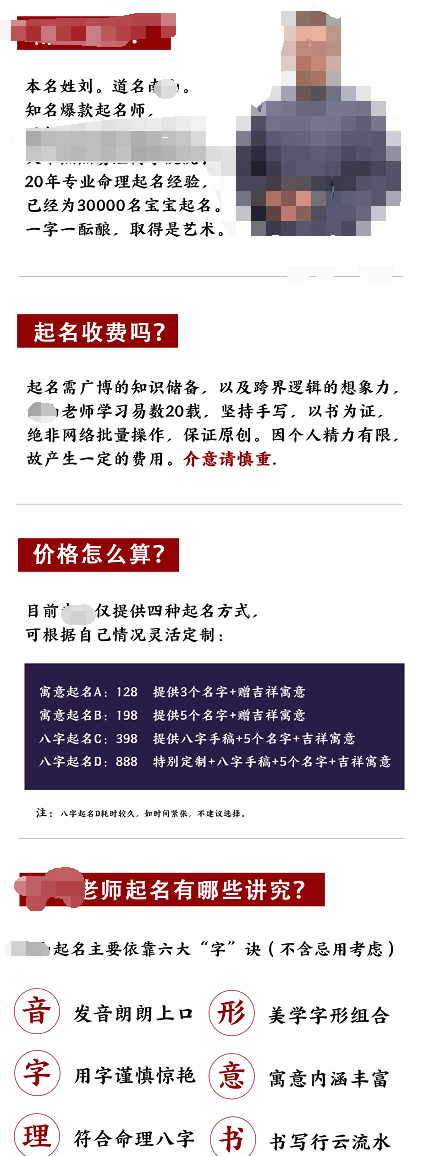 本名姓刘。道名
。
知名爆款起名师，
20年专业命理起名经验，
已经为30000名宝宝起名。
一字一酝酿，取得是艺术。
起名收费吗？
起名需广博的知识储备，以及跨界逻辑的想象力，
老师学习易数20载，坚持手写，以书为证，
绝非网络批量操作，保证原创。因个人精力有限，
故产生一定的费用。介意请慎重.
价格怎么算？
目前 仅提供四种起名方式，
可根据自己情况灵活定制：
寓意起名A：128 提供3个名字+赠吉祥寓意
寓意起名B：198 提供5个名字+赠吉祥寓意
八字起名C：398 提供八字手稿+5个名字+吉祥寓意
八字起名D：888 特别定制+八字手稿+5个名字+吉祥寓意
注：八字起名D耗时较久，如时间紧张，不建议选择。
老师起名有哪些讲究？
起名主要依靠六大“字”诀（不含忌用考虑）
音 发音朗朗上口
形 美学字形组合
字 用字谨慎惊艳
意 寓意内涵丰富
理 符合命理八字
书 书写行云流水